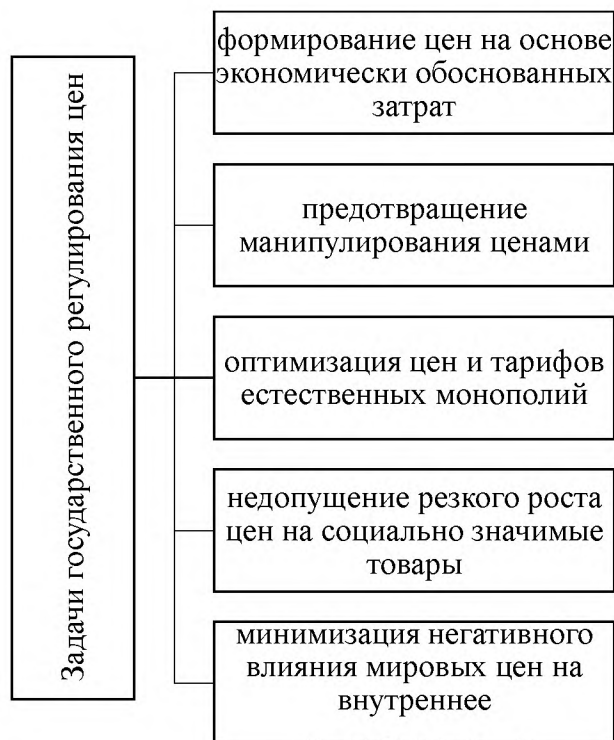 Задачи государственного регулирования цен
формирование цен на основе
экономически обоснованных
затрат
предотвращение
манипулирования ценами
оптимизация цен и тарифов
естественных монополий
недопущение резкого роста
цен на социально значимые
товары
минимизация негативного
влияния мировых цен на
внутреннее